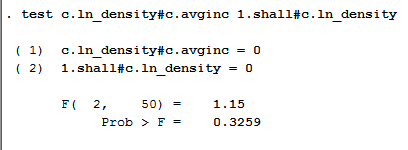 . test c.ln_density#c.avginc 1.shall#c.ln_density
( 1) c.ln_density#c.avginc = 0
( 2) 1.shall#c.ln_density = 0
F( 2, 50) = 1.15
Prob > F = 0.3259